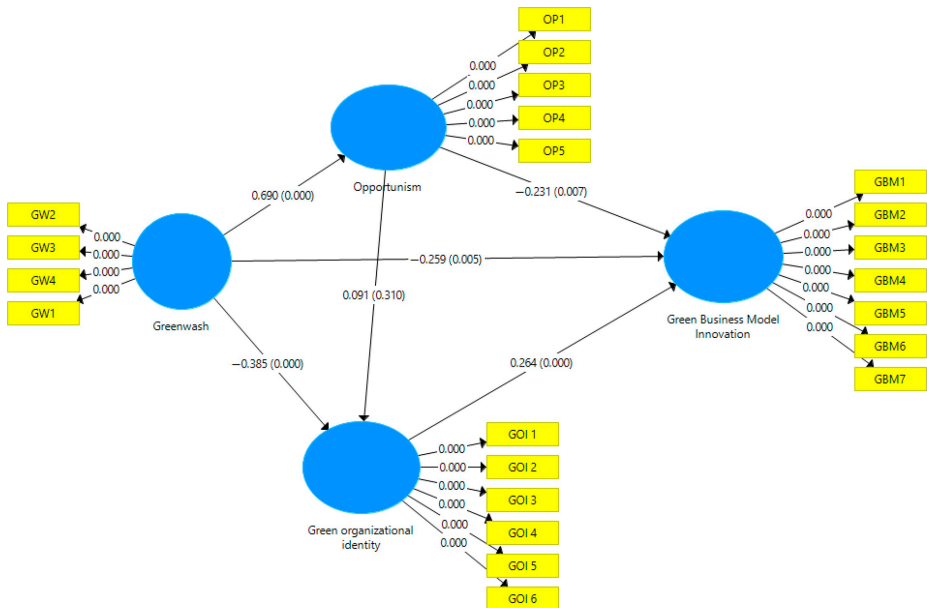 OP1
0.000
OP2
0.000
OP3
0.000
OP4
0.000
OP5
0.000
Opportunism
0.690 (0.000)
−0.231 (0.007)
GW2
0.000
GW3
0.000
GW4
0.000
GW1
0.000
Greenwash
−0.259 (0.005)
0.091 (0.310)
−0.385 (0.000)
0.264 (0.000)
GBM1
0.000
GBM2
0.000
GBM3
0.000
GBM4
0.000
GBM5
0.000
GBM6
0.000
GBM7
0.000
Green Business Model
Innovation
GOI 1
0.000
GOI 2
0.000
GOI 3
0.000
GOI 4
0.000
GOI 5
0.000
GOI 6
0.000
Green organizational
identity